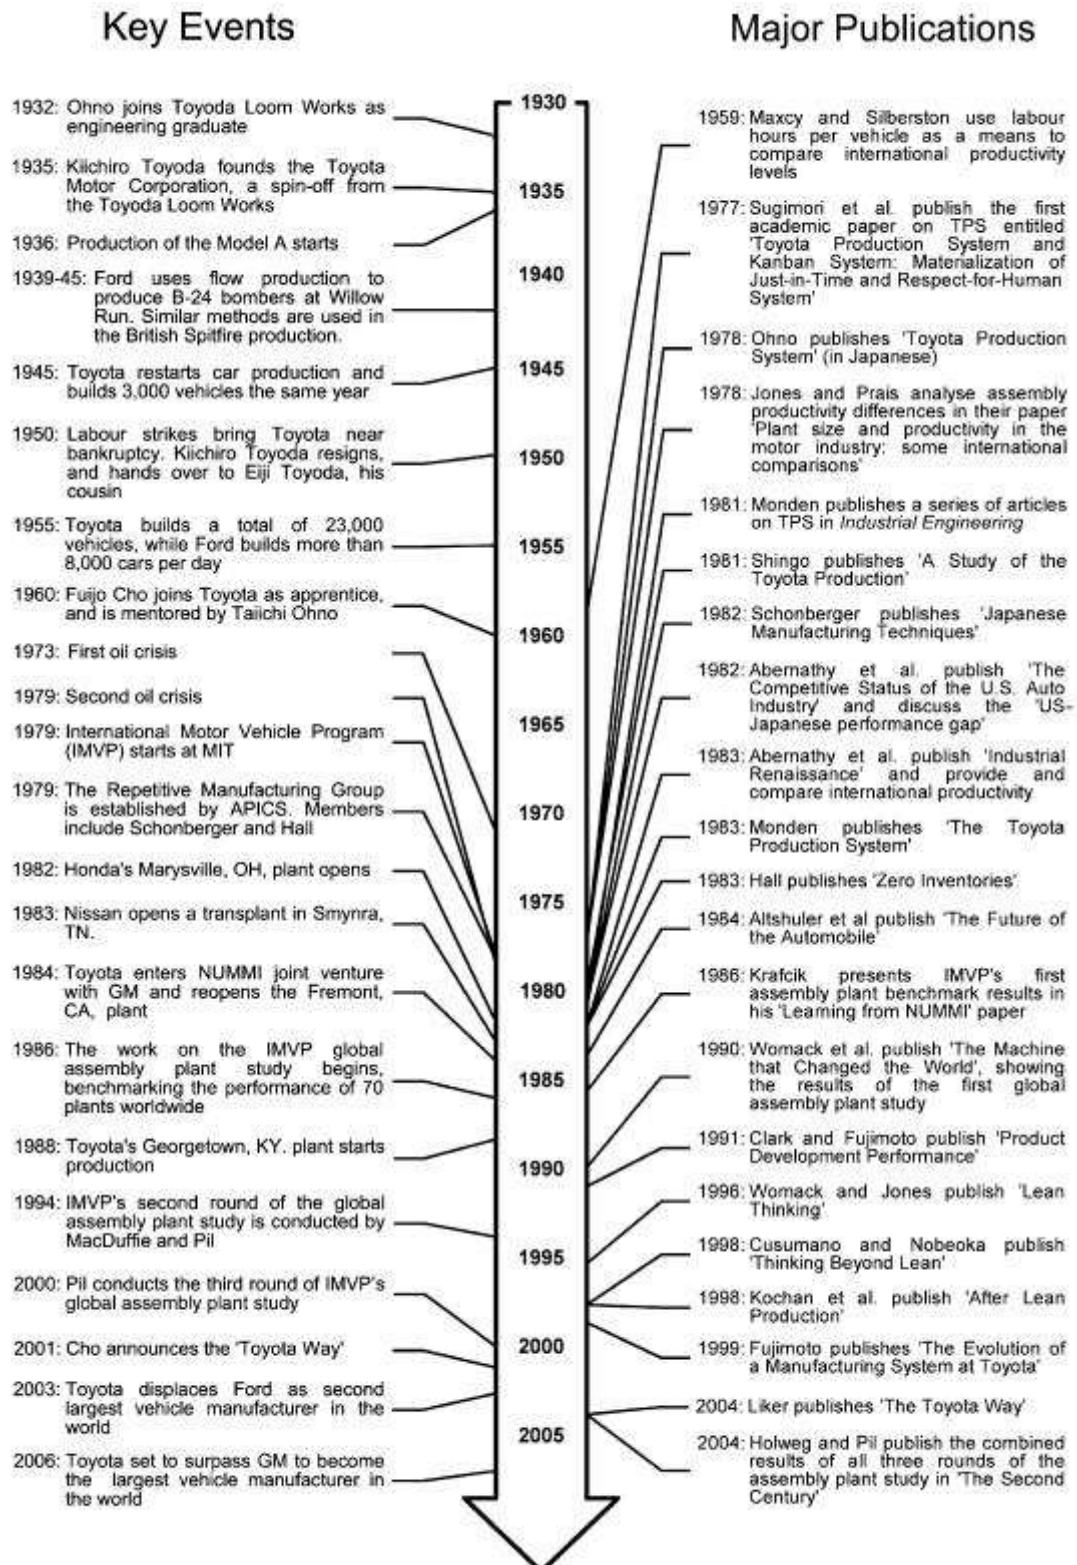 Key Events
1932: Ohno joins Toyoda Loom Works as
engineering graduate
1935: Kiichiro Toyoda founds the Toyota
Motor Corporation, a spin-off from
the Toyoda Loom Works
1936: Production of the Model A starts
1939-45: Ford uses flow production to
produce B-24 bombers at Willow
Run. Similar methods are used in
the British Spitfire production.
1945: Toyota restarts car production and
builds 3,000 vehicles the same year
1950: Labour strikes bring Toyota near
bankruptcy. Kiichiro Toyoda resigns,
and hands over to Eiji Toyoda, his
cousin
1955: Toyota builds a total of 23,000
vehicles, while Ford builds more than
8,000 cars per day
1960: Fuijo Cho joins Toyota as apprentice,
and is mentored by Taiichi Ohno
1973: First oil crisis
1979: Second oil crisis
1979: International Motor Vehicle Program
(IMVP) starts at MIT
1979: The Repetitive Manufacturing Group
is established by APICS. Members
include Schonberger and Hall
1982: Honda's Marysville, OH, plant opens
1983: Nissan opens a transplant in Smynra,
TN.
1984: Toyota enters NUMMI joint venture
with GM and reopens the Fremont,
CA, plant
1986: The work on the IMVP global
assembly plant study begins,
benchmarking the performance of 70
plants worldwide
1988: Toyota's Georgetown, KY. plant starts
production
1994: IMVP's second round of the global
assembly plant study is conducted by
MacDuffie and Pil
2000: Pil conducts the third round of IMVP's
global assembly plant study
2001: Cho announces the 'Toyota Way'
2003: Toyota displaces Ford as second
largest vehicle manufacturer in the
world
2006: Toyota set to surpass GM to become
the largest vehicle manufacturer in
the world
1930
1935
1940
1945
1950
1955
1960
1965
1970
1975
1980
1985
1990
1995
2000
2005
Major Publications
1959: Maxcy and Silberston use labour
hours per vehicle as a means to
compare international productivity
levels
1977: Sugimori et al. publish the first
academic paper on TPS entitled
'Toyota Production System and
Kanban System: Materialization of
Just-in-Time and Respect-for-Human
System'
1978: Ohno publishes 'Toyota Production
System' (in Japanese)
1978: Jones and Prais analyse assembly
productivity differences in their paper
'Plant size and productivity in the
motor industry: some international
comparisons'
1981: Monden publishes a series of articles
on TPS in Industrial Engineering
1981: Shingo publishes 'A Study of the
Toyota Production'
1982: Schonberger publishes 'Japanese
Manufacturing Techniques'
1982: Abernathy et al. publish 'The
Competitive Status of the U.S. Auto
Industry' and discuss the 'US-
Japanese performance gap'
1983: Abernathy et al. publish 'Industrial
Renaissance' and provide and
compare international productivity
1983: Monden publishes 'The Toyota
Production System'
1983: Hall publishes 'Zero Inventories'
1984: Altshuler et al publish 'The Future of
the Automobile'
1986: Krafcik presents IMVP's first
assembly plant benchmark results in
his 'Learning from NUMMI' paper
1990: Womack et al. publish 'The Machine
that Changed the World', showing
the results of the first global
assembly plant study
1991: Clark and Fujimoto publish 'Product
Development Performance'
1996: Womack and Jones publish 'Lean
Thinking'
1998: Cusumano and Nobeoka publish
'Thinking Beyond Lean'
1998: Kochan et al. publish 'After Lean
Production'
1999: Fujimoto publishes 'The Evolution of
a Manufacturing System at Toyota'
2004: Liker publishes 'The Toyota Way'
2004: Holweg and Pil publish the combined
results of all three rounds of the
assembly plant study in 'The Second
Century'